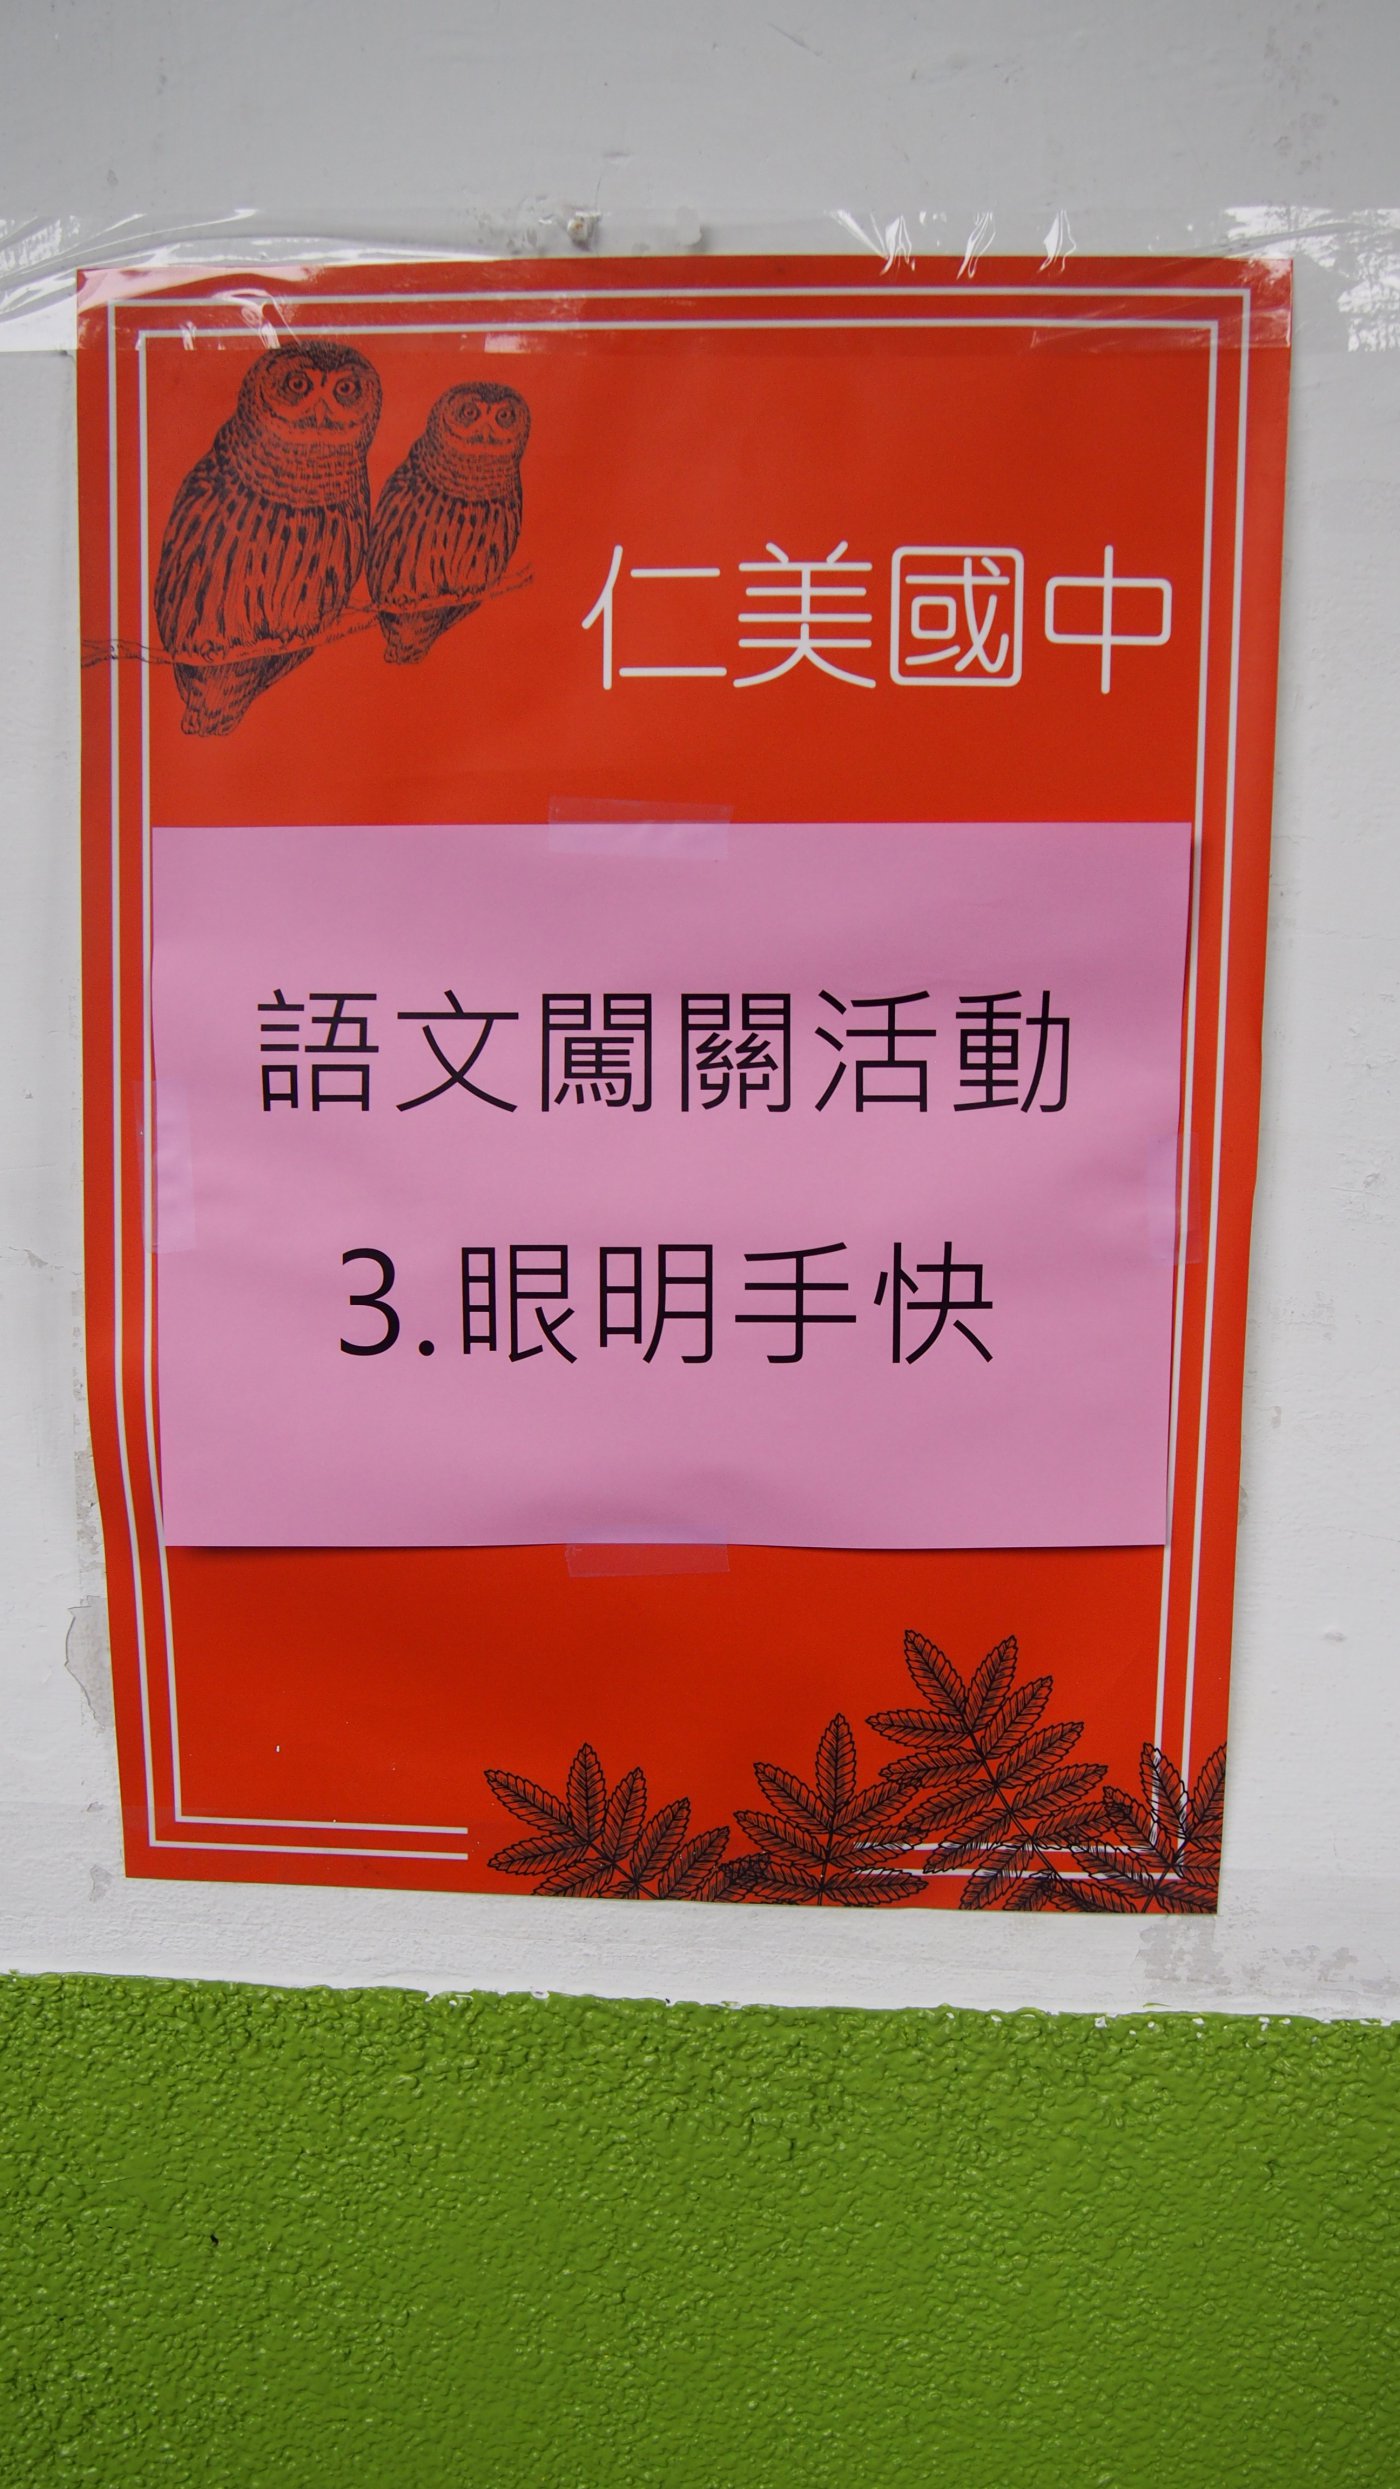 仁美國中
語文闖關活動
3.眼明手快